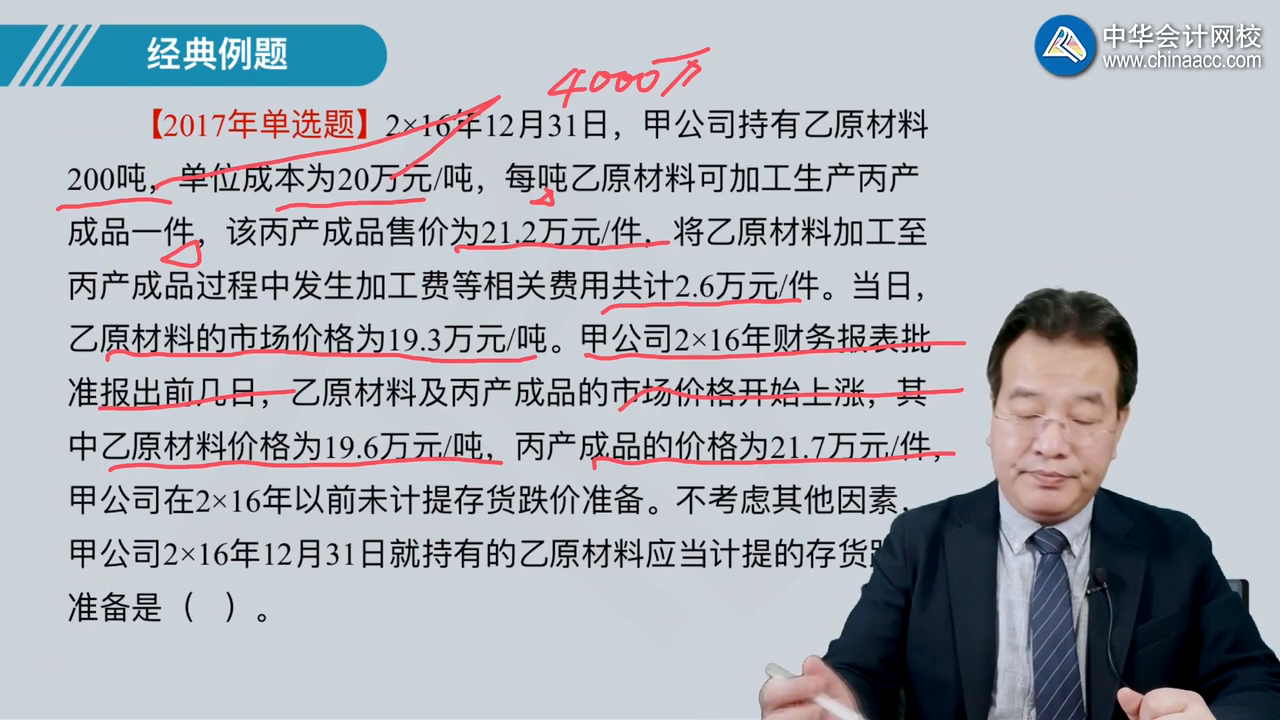 经典例题
中华会计网校
www.chinaacc.com
4000万
【2017年单选题】2×16年12月31日，甲公司持有乙原材料
200吨，单位成本为20万元/吨，每吨乙原材料可加工生产丙产
成品一件，该丙产成品售价为21.2万元/件，将乙原材料加工至
丙产成品过程中发生加工费等相关费用共计2.6万元/件。当日，
乙原材料的市场价格为19.3万元/吨。甲公司2×16年财务报表批
准报出前几日，乙原材料及丙产成品的市场价格开始上涨，其
中乙原材料价格为19.6万元/吨，丙产成品的价格为21.7万元/件，
甲公司在2×16年以前未计提存货跌价准备。不考虑其他因素，
甲公司2×16年12月31日就持有的乙原材料应当计提的存货跌
准备是（ ）。